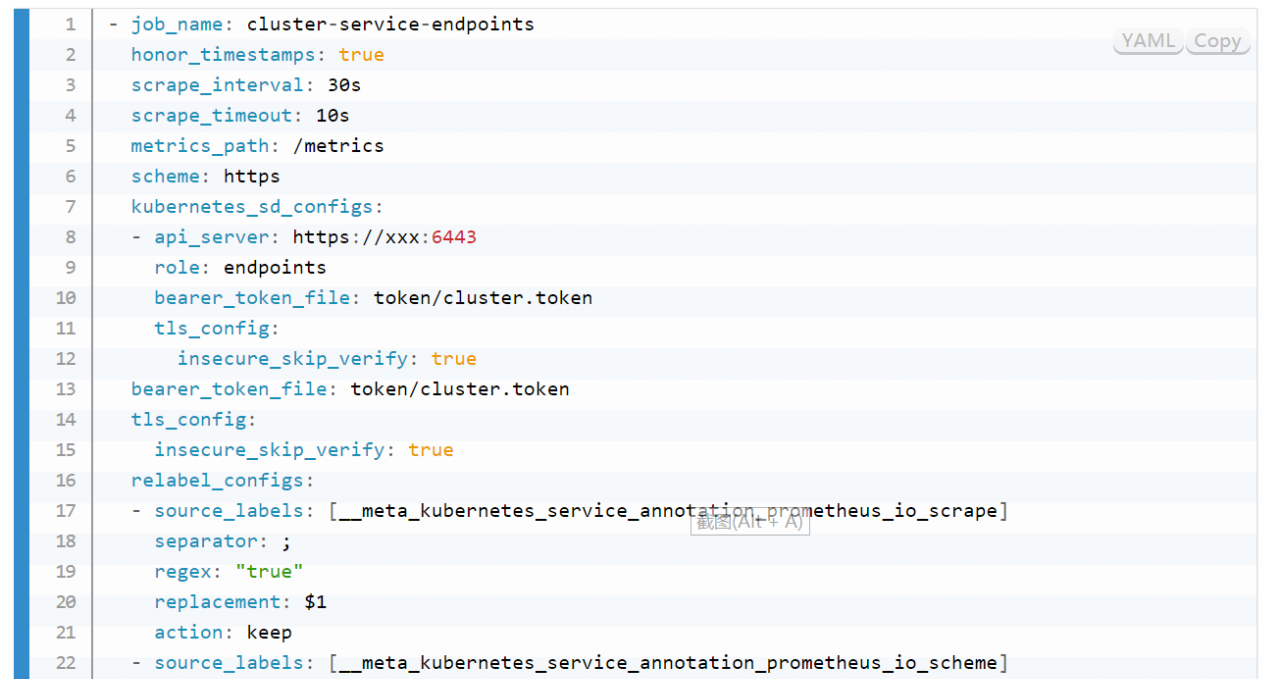 1 - job_name: cluster-service-endpoints
YAML Copy
2 honor_timestamps: true
3 scrape_interval: 30s
4 scrape_timeout: 10s
5 metrics_path: /metrics
6 scheme: https
7 kubernetes_sd_configs:
8 - api_server: https://xxx:6443
9 role: endpoints
10 bearer_token_file: token/cluster.token
11 tls_config:
12 insecure_skip_verify: true
13 bearer_token_file: token/cluster.token
14 tls_config:
15 insecure_skip_verify: true
16 relabel_configs:
17 - source_labels: [__meta_kubernetes_service_annotation_prometheus_io_scrape]
截图(Alt + A)
18 separator: ;
19 regex: "true"
20 replacement: $1
21 action: keep
22 - source_labels: [__meta_kubernetes_service_annotation_prometheus_io_scheme]